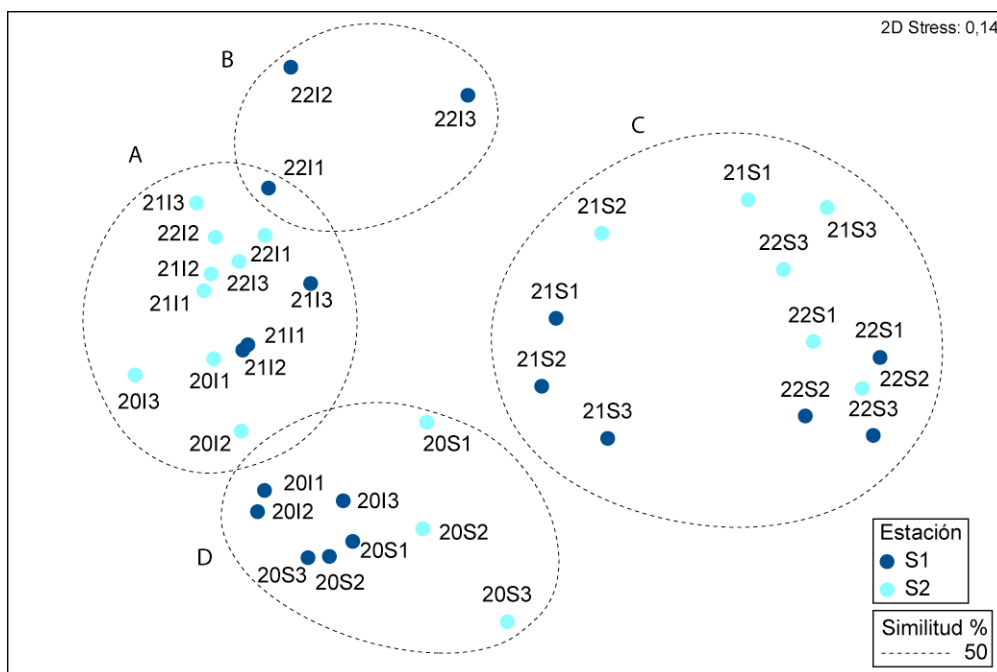 2D Stress: 0,14
B
22I2
22I3
C
A
22I1
21S1
21I3
21S2
21S3
22I2
22I1
22S3
21I2
22I3
21I1
21I3
21S1
22S1
22S1
21I1
21I2
20I1
21S2
22S2
20I3
22S2
22S3
21S3
20I2
20S1
20I1
20I3
20I2
20S2
20S1
D
20S3
20S2
20S3
Estación
S1
S2
Similitud %
50